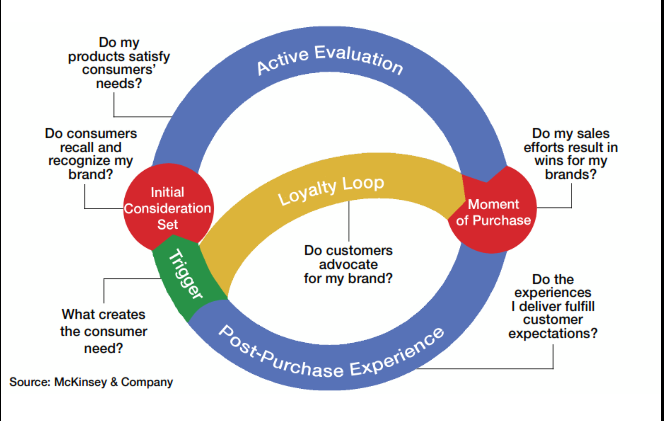 Do my
products satisfy
consumers'
needs?
Active Evaluation
Do consumers
recall and
recognize my
brand?
Do my sales
efforts result in
wins for my
brands?
Initial
Consideration
Set
Loyalty Loop
Moment
of Purchase
Trigger
Do customers
advocate
for my brand?
What creates
the consumer
need?
Do the
experiences
I deliver fulfill
customer
expectations?
Post-Purchase Experience
Source: McKinsey & Company